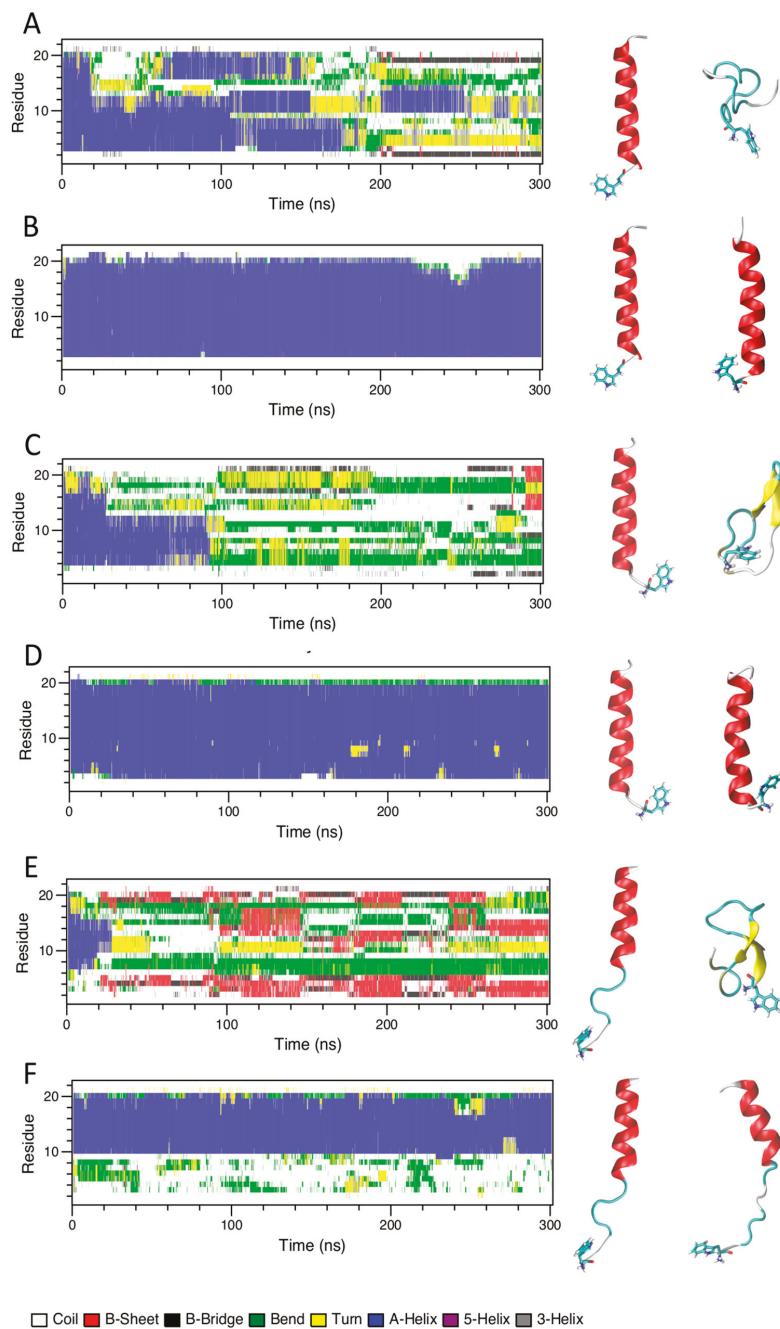 A
20
10
Residue
0 100 200 300
Time (ns)
B
20
10
Residue
0 100 200 300
Time (ns)
C
20
10
Residue
0 100 200 300
Time (ns)
D
20
10
Residue
0 100 200 300
Time (ns)
E
20
10
Residue
0 100 200 300
Time (ns)
F
20
10
Residue
0 100 200 300
Time (ns)
Coil B-Sheet B-Bridge Bend Turn A-Helix 5-Helix 3-Helix